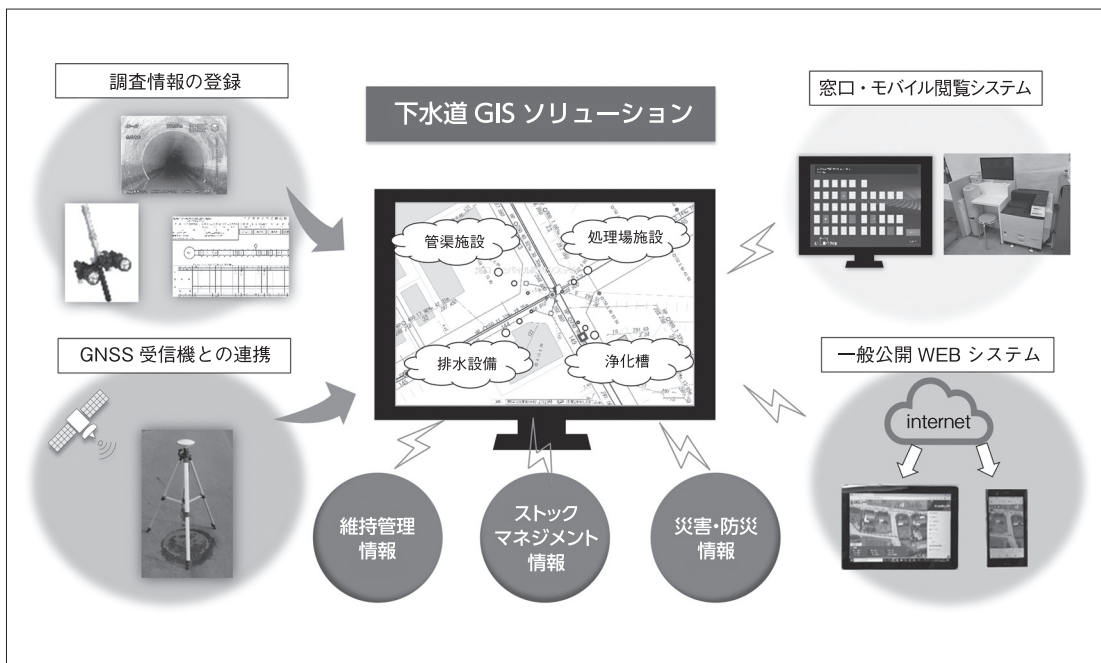 調査情報の登録
下水道 GIS ソリューション
窓口・モバイル閲覧システム
管渠施設
処理場施設
排水設備
浄化槽
GNSS 受信機との連携
一般公開 WEB システム
internet
維持管理
情報
ストック
マネジメント
情報
災害・防災
情報